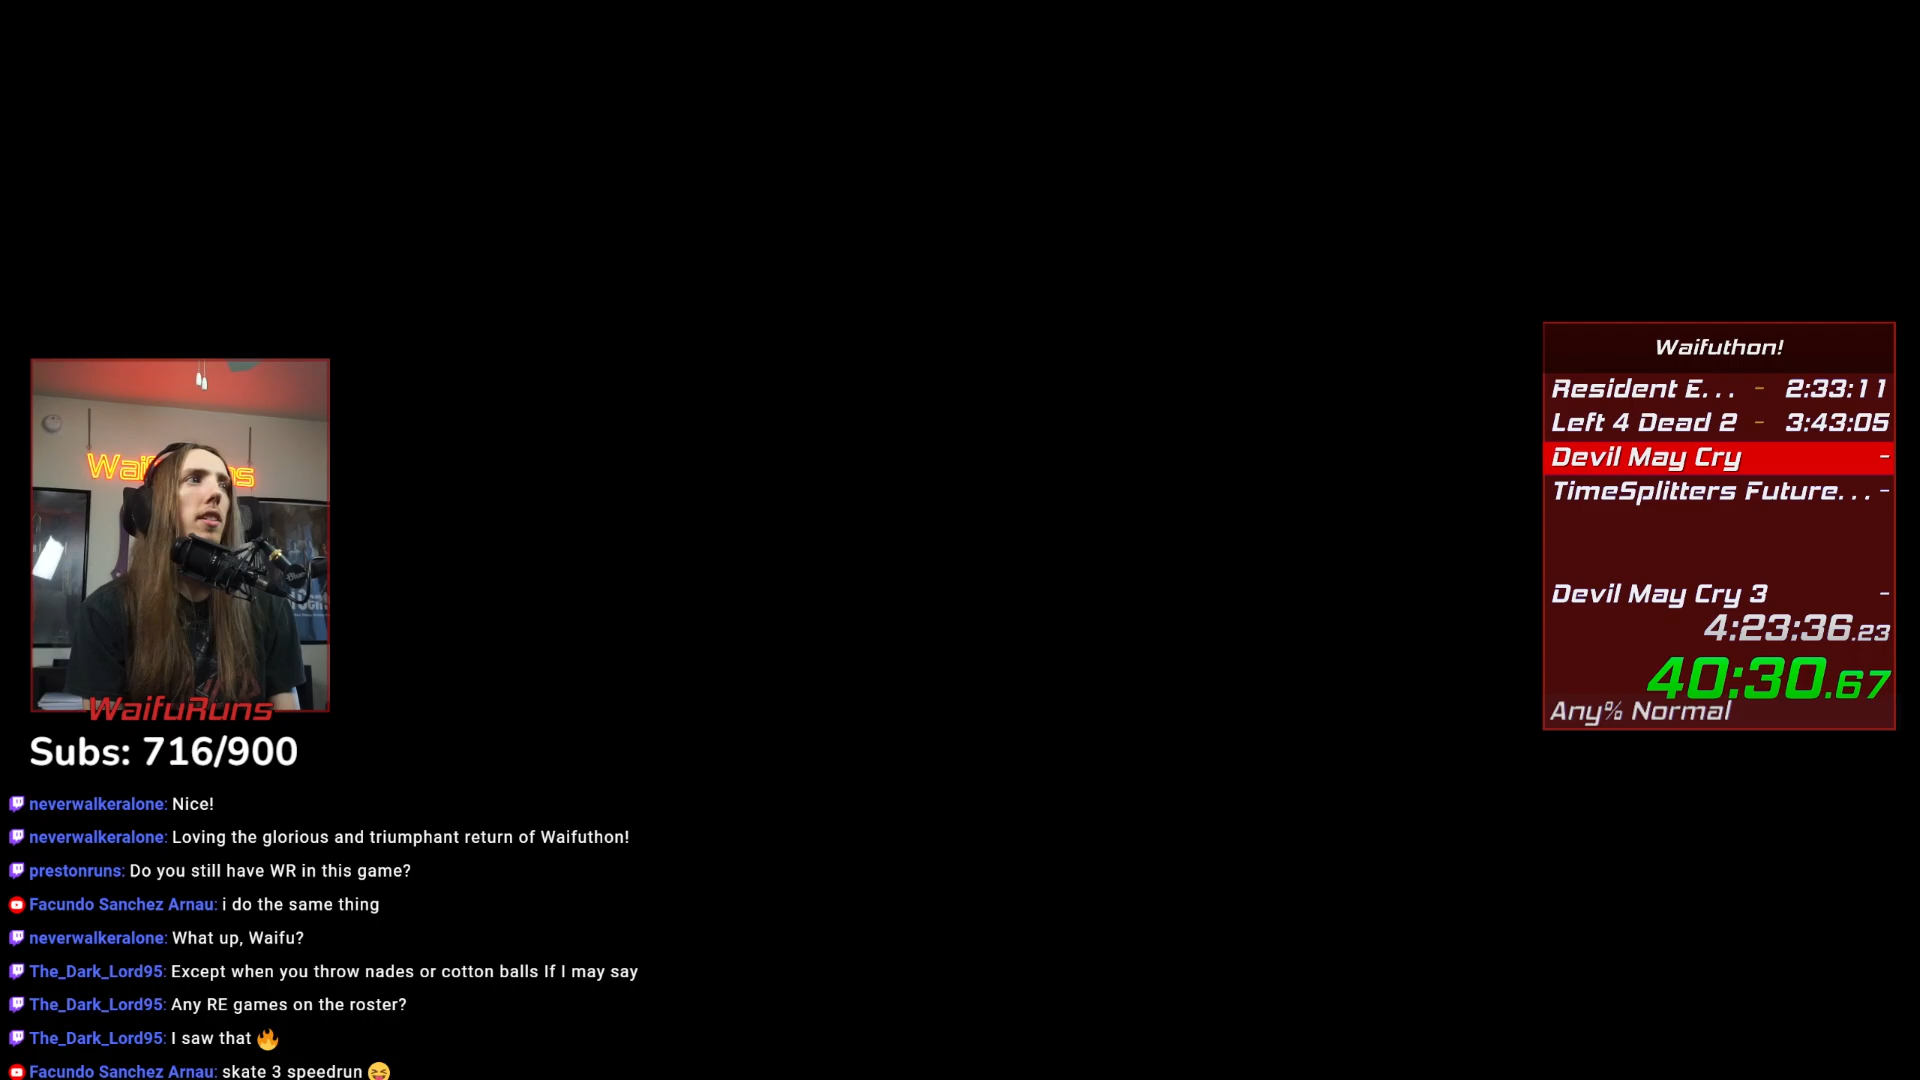 WaifuRuns
Subs: 716/900
neverwalkeralone: Nice!
neverwalkeralone: Loving the glorious and triumphant return of Waifuthon!
prestonruns: Do you still have WR in this game?
Facundo Sanchez Arnau: i do the same thing
neverwalkeralone: What up, Waifu?
The_Dark_Lord95: Except when you throw nades or cotton balls If I may say
The_Dark_Lord95: Any RE games on the roster?
The_Dark_Lord95: I saw that 🔥
Facundo Sanchez Arnau: skate 3 speedrun 😆
Waifuthon!
Resident E... - 2:33:11
Left 4 Dead 2 - 3:43:05
Devil May Cry -
TimeSplitters Future... -
Devil May Cry 3 -
4:23:36.23
40:30.67
Any% Normal